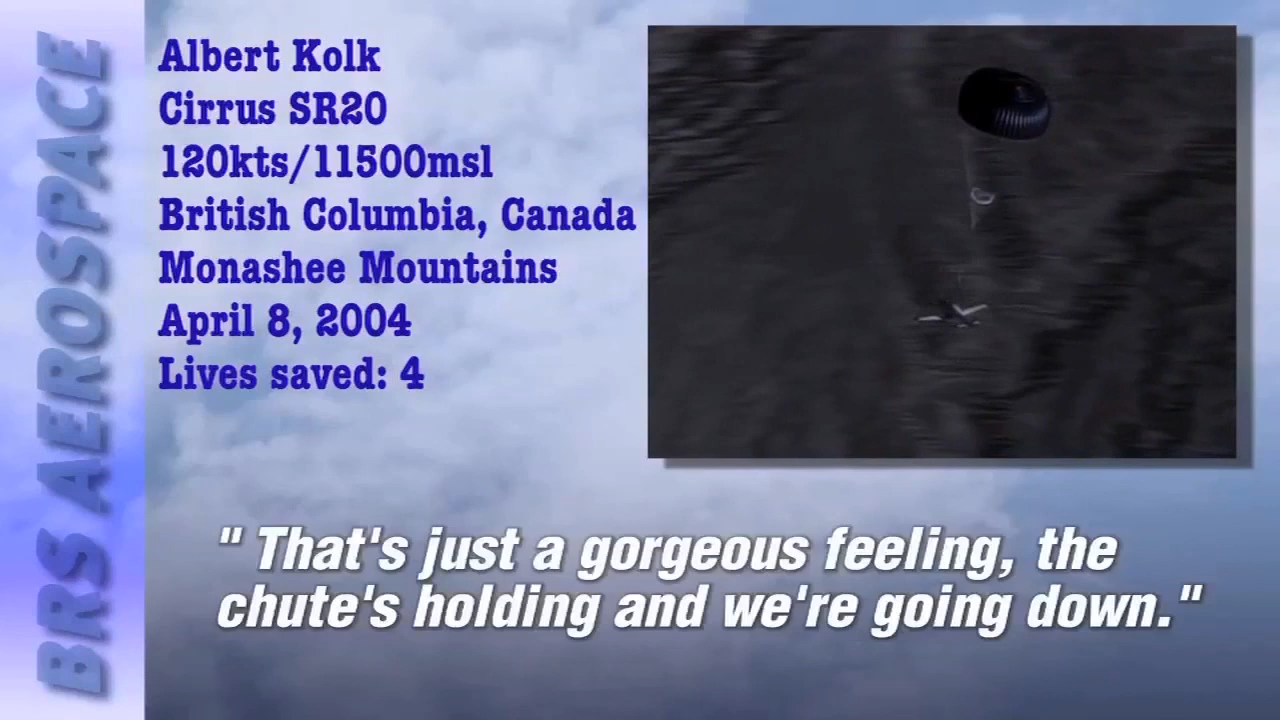 BRS AEROSPACE
Albert Kolk
Cirrus SR20
120kts/11500msl
British Columbia, Canada
Monashee Mountains
April 8, 2004
Lives saved: 4
" That's just a gorgeous feeling, the
chute's holding and we're going down."